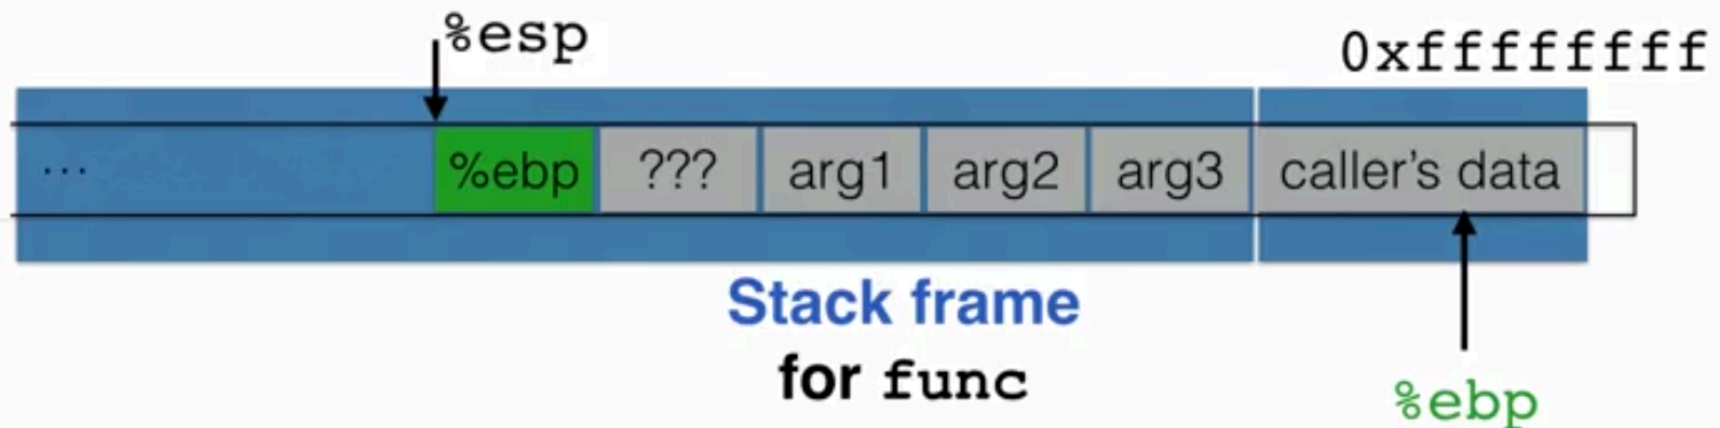 %esp
0xffffffff
... %ebp ??? arg1 arg2 arg3 caller's data
Stack frame
for func
%ebp